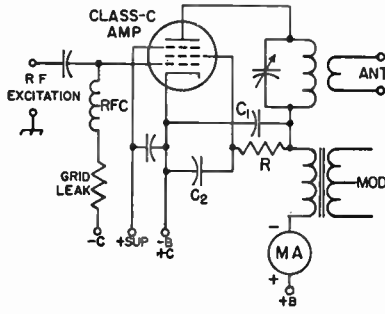 CLASS-C
AMP
RF
EXCITATION
RFC
GRID
LEAK
-C
+SUP
-B
+C
C2
C1
R
ANT
MOD
-
MA
+
+B